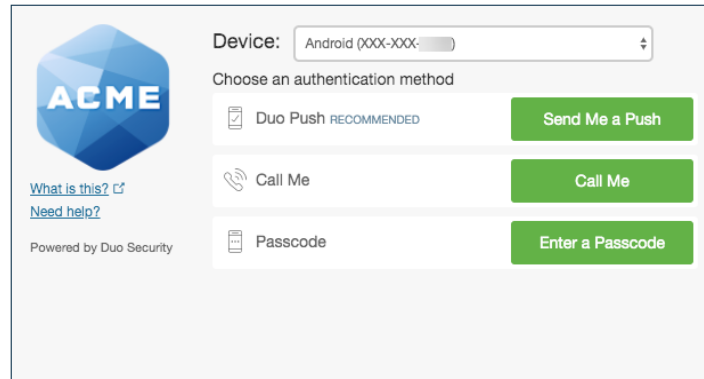 ACME
What is this?
Need help?
Powered by Duo Security
Device: Android (XXX-XXX- )
Choose an authentication method
Duo Push RECOMMENDED Send Me a Push
Call Me Call Me
Passcode Enter a Passcode